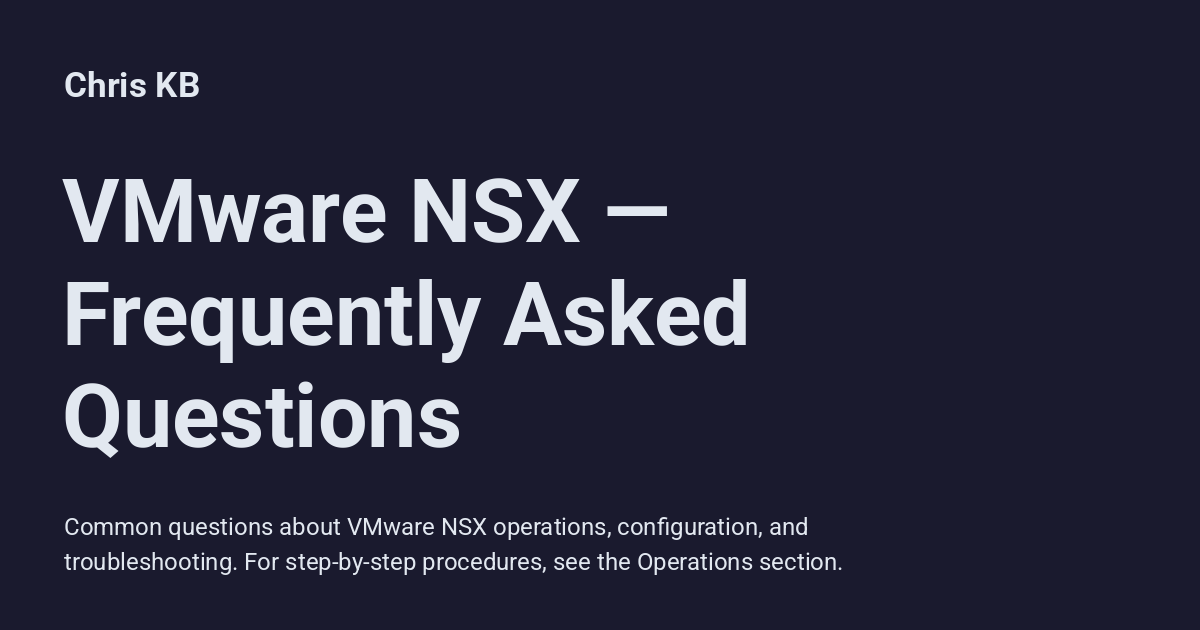 Chris KB
VMware NSX —
Frequently Asked
Questions
Common questions about VMware NSX operations, configuration, and
troubleshooting. For step-by-step procedures, see the Operations section.